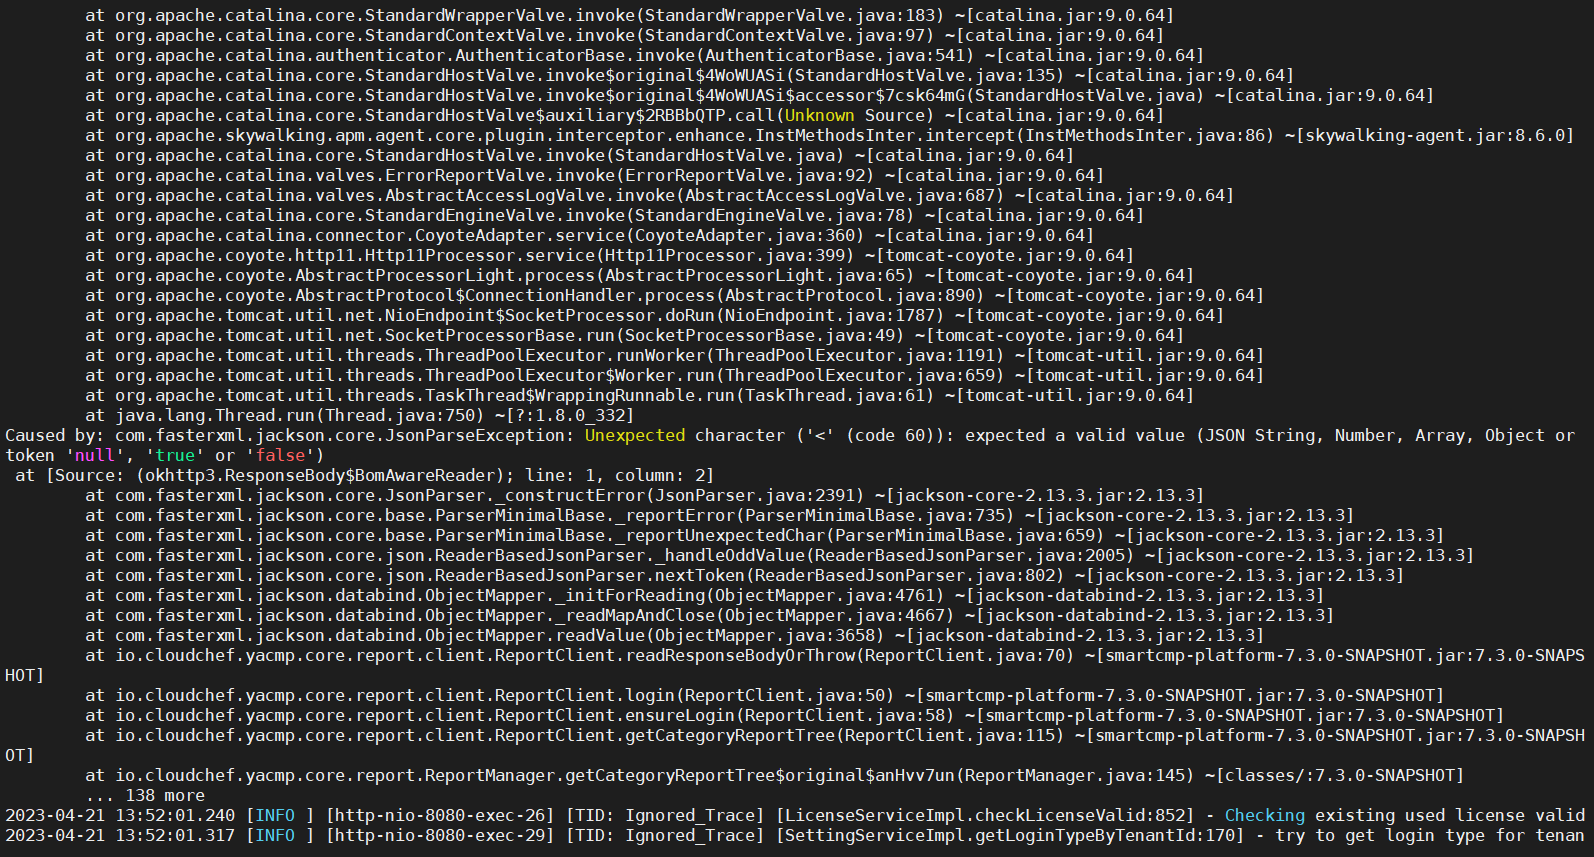 at org.apache.catalina.core.StandardWrapperValve.invoke(StandardWrapperValve.java:183) ~[catalina.jar:9.0.64]
at org.apache.catalina.core.StandardContextValve.invoke(StandardContextValve.java:97) ~[catalina.jar:9.0.64]
at org.apache.catalina.authenticator.AuthenticatorBase.invoke(AuthenticatorBase.java:541) ~[catalina.jar:9.0.64]
at org.apache.catalina.core.StandardHostValve.invoke$original$4WoWUASi(StandardHostValve.java:135) ~[catalina.jar:9.0.64]
at org.apache.catalina.core.StandardHostValve.invoke$original$4WoWUASi$accessor$7csk64mG(StandardHostValve.java) ~[catalina.jar:9.0.64]
at org.apache.catalina.core.StandardHostValve$auxiliary$2RBBbQTP.call(Unknown Source) ~[catalina.jar:9.0.64]
at org.apache.skywalking.apm.agent.core.plugin.interceptor.enhance.InstMethodsInter.intercept(InstMethodsInter.java:86) ~[skywalking-agent.jar:8.6.0]
at org.apache.catalina.core.StandardHostValve.invoke(StandardHostValve.java) ~[catalina.jar:9.0.64]
at org.apache.catalina.valves.ErrorReportValve.invoke(ErrorReportValve.java:92) ~[catalina.jar:9.0.64]
at org.apache.catalina.valves.AbstractAccessLogValve.invoke(AbstractAccessLogValve.java:687) ~[catalina.jar:9.0.64]
at org.apache.catalina.core.StandardEngineValve.invoke(StandardEngineValve.java:78) ~[catalina.jar:9.0.64]
at org.apache.catalina.connector.CoyoteAdapter.service(CoyoteAdapter.java:360) ~[catalina.jar:9.0.64]
at org.apache.coyote.http11.Http11Processor.service(Http11Processor.java:399) ~[tomcat-coyote.jar:9.0.64]
at org.apache.coyote.AbstractProcessorLight.process(AbstractProcessorLight.java:65) ~[tomcat-coyote.jar:9.0.64]
at org.apache.coyote.AbstractProtocol$ConnectionHandler.process(AbstractProtocol.java:890) ~[tomcat-coyote.jar:9.0.64]
at org.apache.tomcat.util.net.NioEndpoint$SocketProcessor.doRun(NioEndpoint.java:1787) ~[tomcat-coyote.jar:9.0.64]
at org.apache.tomcat.util.net.SocketProcessorBase.run(SocketProcessorBase.java:49) ~[tomcat-coyote.jar:9.0.64]
at org.apache.tomcat.util.threads.ThreadPoolExecutor.runWorker(ThreadPoolExecutor.java:1191) ~[tomcat-util.jar:9.0.64]
at org.apache.tomcat.util.threads.ThreadPoolExecutor$Worker.run(ThreadPoolExecutor.java:659) ~[tomcat-util.jar:9.0.64]
at org.apache.tomcat.util.threads.TaskThread$WrappingRunnable.run(TaskThread.java:61) ~[tomcat-util.jar:9.0.64]
at java.lang.Thread.run(Thread.java:750) ~[?:1.8.0_332]
Caused by: com.fasterxml.jackson.core.JsonParseException: Unexpected character ('<' (code 60)): expected a valid value (JSON String, Number, Array, Object or
token 'null', 'true' or 'false')
at [Source: (okhttp3.ResponseBody$BomAwareReader); line: 1, column: 2]
at com.fasterxml.jackson.core.JsonParser._constructError(JsonParser.java:2391) ~[jackson-core-2.13.3.jar:2.13.3]
at com.fasterxml.jackson.core.base.ParserMinimalBase._reportError(ParserMinimalBase.java:735) ~[jackson-core-2.13.3.jar:2.13.3]
at com.fasterxml.jackson.core.base.ParserMinimalBase._reportUnexpectedChar(ParserMinimalBase.java:659) ~[jackson-core-2.13.3.jar:2.13.3]
at com.fasterxml.jackson.core.json.ReaderBasedJsonParser._handleOddValue(ReaderBasedJsonParser.java:2005) ~[jackson-core-2.13.3.jar:2.13.3]
at com.fasterxml.jackson.core.json.ReaderBasedJsonParser.nextToken(ReaderBasedJsonParser.java:802) ~[jackson-core-2.13.3.jar:2.13.3]
at com.fasterxml.jackson.databind.ObjectMapper._initForReading(ObjectMapper.java:4761) ~[jackson-databind-2.13.3.jar:2.13.3]
at com.fasterxml.jackson.databind.ObjectMapper._readMapAndClose(ObjectMapper.java:4667) ~[jackson-databind-2.13.3.jar:2.13.3]
at com.fasterxml.jackson.databind.ObjectMapper.readValue(ObjectMapper.java:3658) ~[jackson-databind-2.13.3.jar:2.13.3]
at io.cloudchef.yacmp.core.report.client.ReportClient.readResponseBodyOrThrow(ReportClient.java:70) ~[smartcmp-platform-7.3.0-SNAPSHOT.jar:7.3.0-SNAPS
HOT]
at io.cloudchef.yacmp.core.report.client.ReportClient.login(ReportClient.java:50) ~[smartcmp-platform-7.3.0-SNAPSHOT.jar:7.3.0-SNAPSHOT]
at io.cloudchef.yacmp.core.report.client.ReportClient.ensureLogin(ReportClient.java:58) ~[smartcmp-platform-7.3.0-SNAPSHOT.jar:7.3.0-SNAPSHOT]
at io.cloudchef.yacmp.core.report.client.ReportClient.getCategoryReportTree(ReportClient.java:115) ~[smartcmp-platform-7.3.0-SNAPSHOT.jar:7.3.0-SNAPSH
OT]
at io.cloudchef.yacmp.core.report.ReportManager.getCategoryReportTree$original$anHvv7un(ReportManager.java:145) ~[classes/:7.3.0-SNAPSHOT]
... 138 more
2023-04-21 13:52:01.240 [INFO ] [http-nio-8080-exec-26] [TID: Ignored_Trace] [LicenseServiceImpl.checkLicenseValid:852] - Checking existing used license valid
2023-04-21 13:52:01.317 [INFO ] [http-nio-8080-exec-29] [TID: Ignored_Trace] [SettingServiceImpl.getLoginTypeByTenantId:170] - try to get login type for tenan